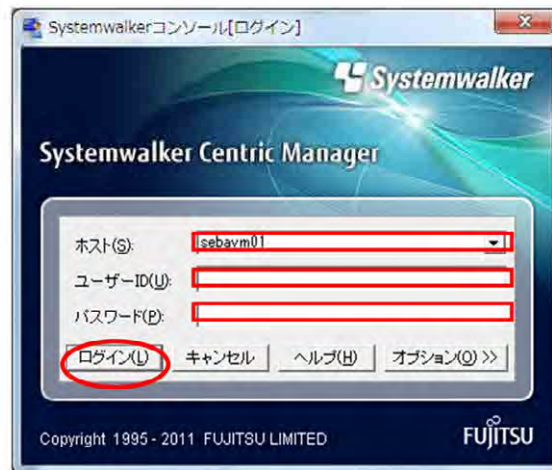 Systemwalkerコンソール[ログイン]
Systemwalker
Systemwalker Centric Manager
ホスト(S): sebavm01
ユーザーID(U):
パスワード(P):
ログイン(L) キャンセル ヘルプ(H) オプション(O) >>
Copyright 1995 - 2011 FUJITSU LIMITED FUJITSU